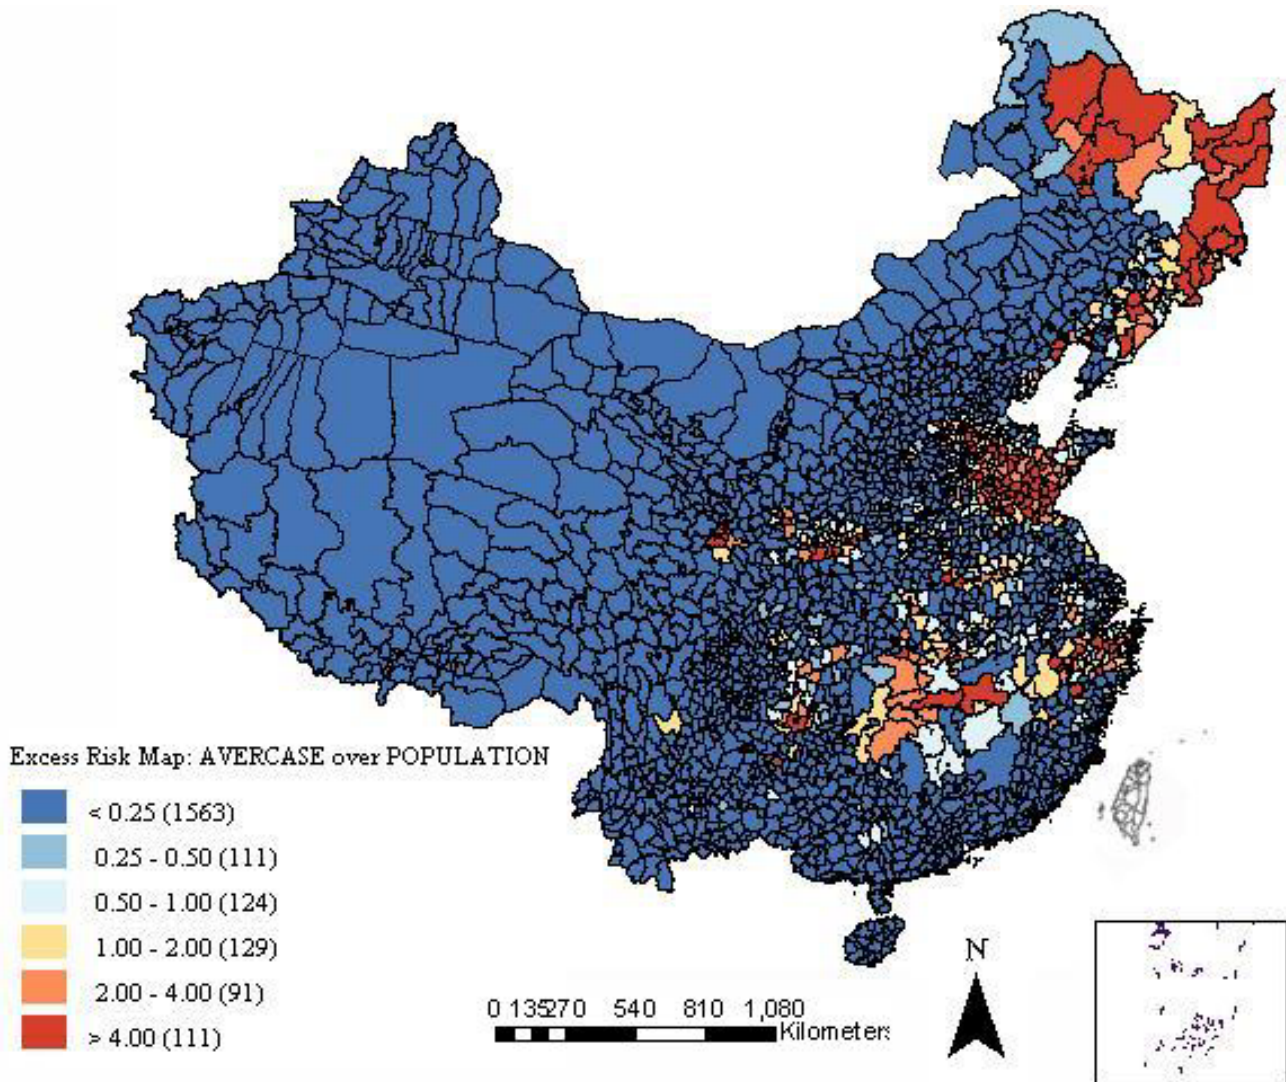 Excess Risk Map: AVERCASE over POPULATION
< 0.25 (1563)
0.25 - 0.50 (111)
0.50 - 1.00 (124)
1.00 - 2.00 (129)
2.00 - 4.00 (91)
> 4.00 (111)
N
0 135270 540 810 1,080
Kilometers